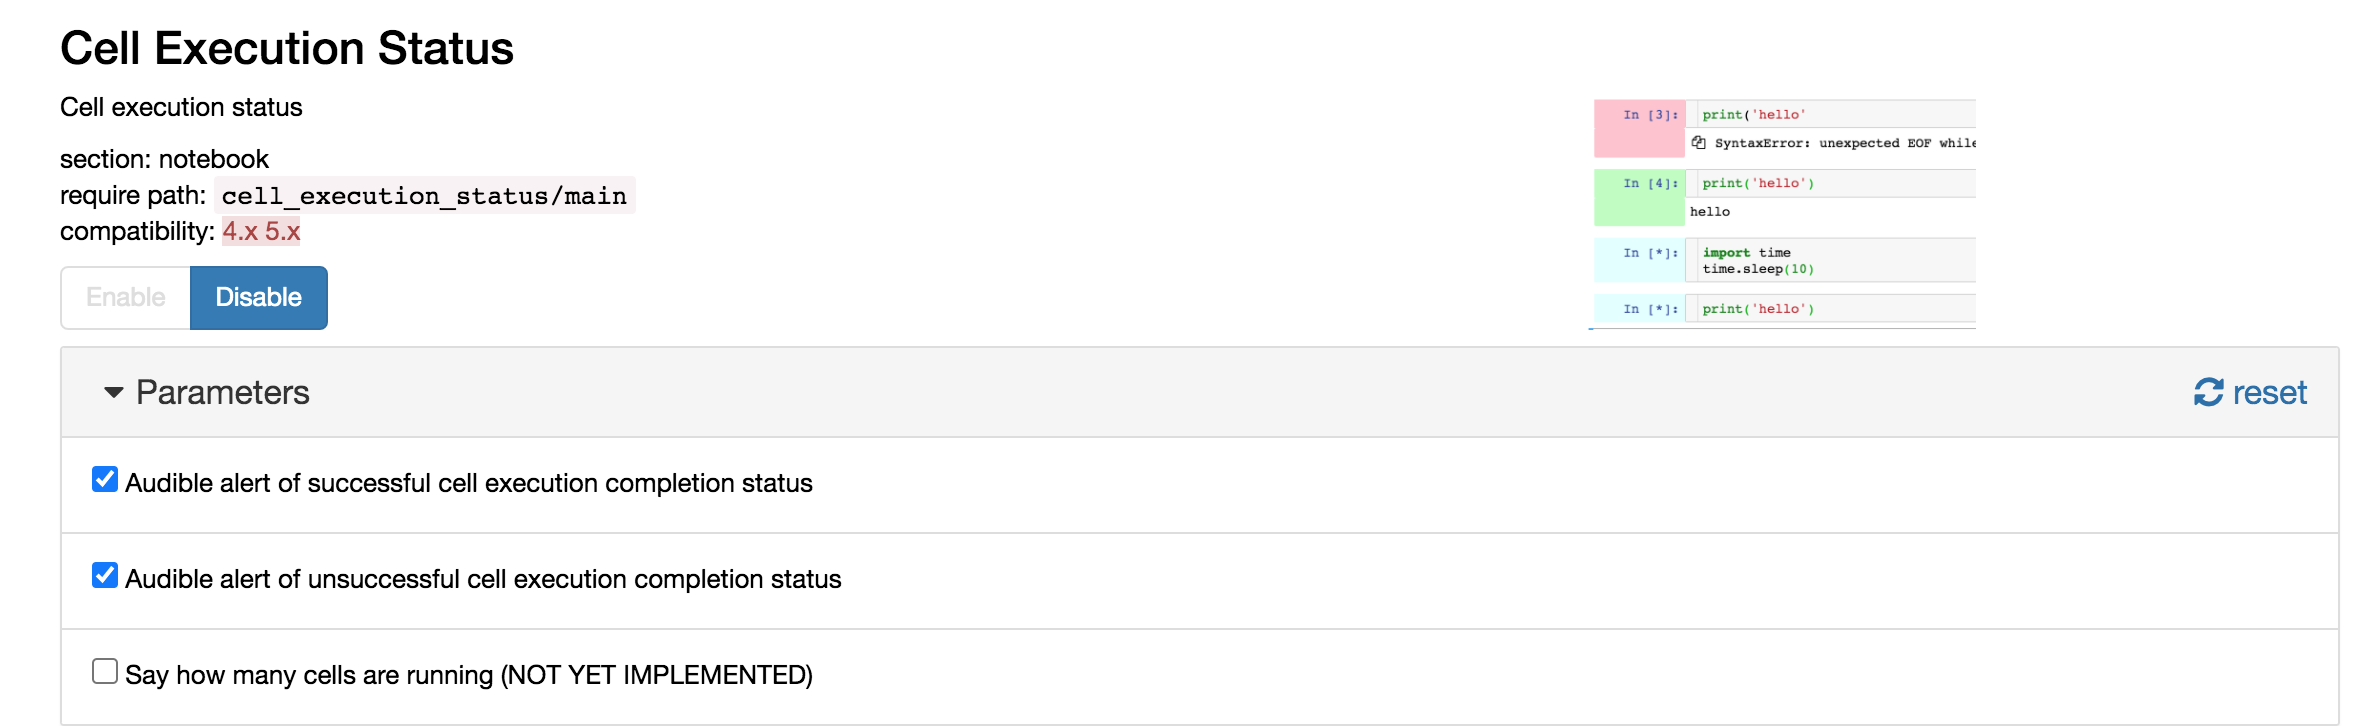 Cell Execution Status
Cell execution status
section: notebook
require path: cell_execution_status/main
compatibility: 4.x 5.x
Enable Disable
In [3]: print('hello'
SyntaxError: unexpected EOF while
In [4]: print('hello')
hello
In [*]: import time
time.sleep(10)
In [*]: print('hello')
Parameters reset
Audible alert of successful cell execution completion status
Audible alert of unsuccessful cell execution completion status
Say how many cells are running (NOT YET IMPLEMENTED)